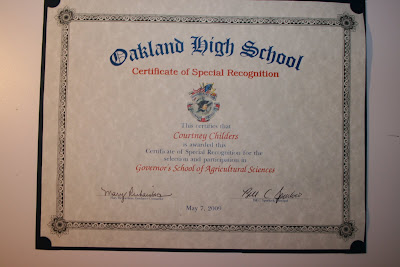 Oakland High School
Certificate of Special Recognition
This certifies that
Courtney Childers
is awarded this
Certificate of Special Recognition for the
selection and participation in
Governor's School of Agricultural Sciences
May 7, 2009